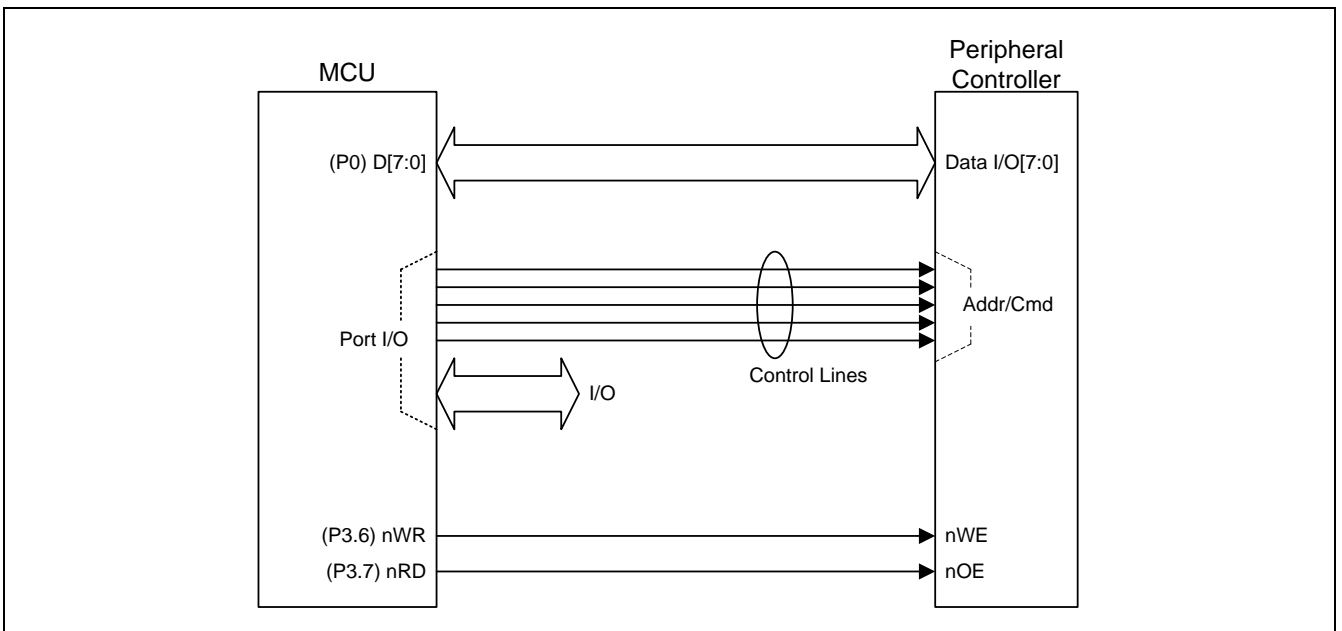 MCU
Peripheral
Controller
(P0) D[7:0]
Data I/O[7:0]
Port I/O
Addr/Cmd
Control Lines
I/O
(P3.6) nWR
nWE
(P3.7) nRD
nOE